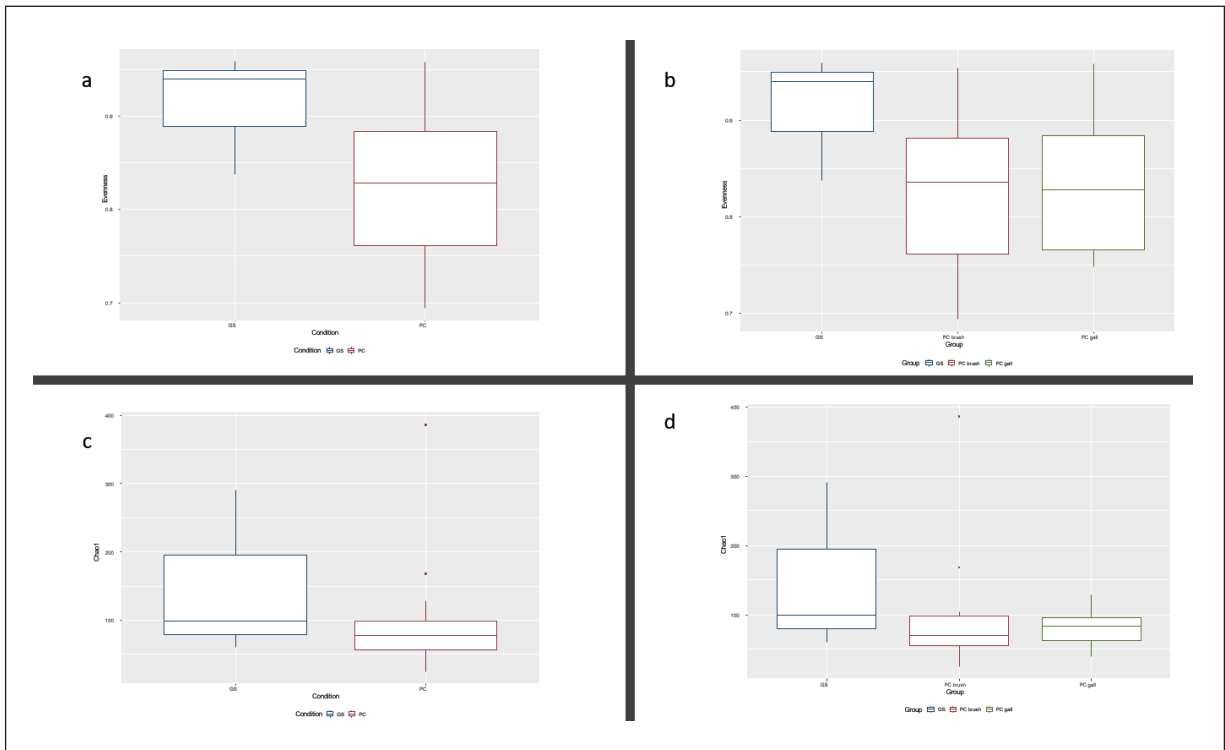 a
0.9
0.8
0.7
Evenness
GS
PC
Condition
Condition GS PC
b
0.9
0.8
0.7
Evenness
GS
PC brush
PC gall
Group
Group GS PC brush PC gall
c
400
300
200
100
Chao1
GS
PC
Condition
Condition GS PC
d
400
300
200
100
Chao1
GS
PC brush
PC gall
Group
Group GS PC brush PC gall